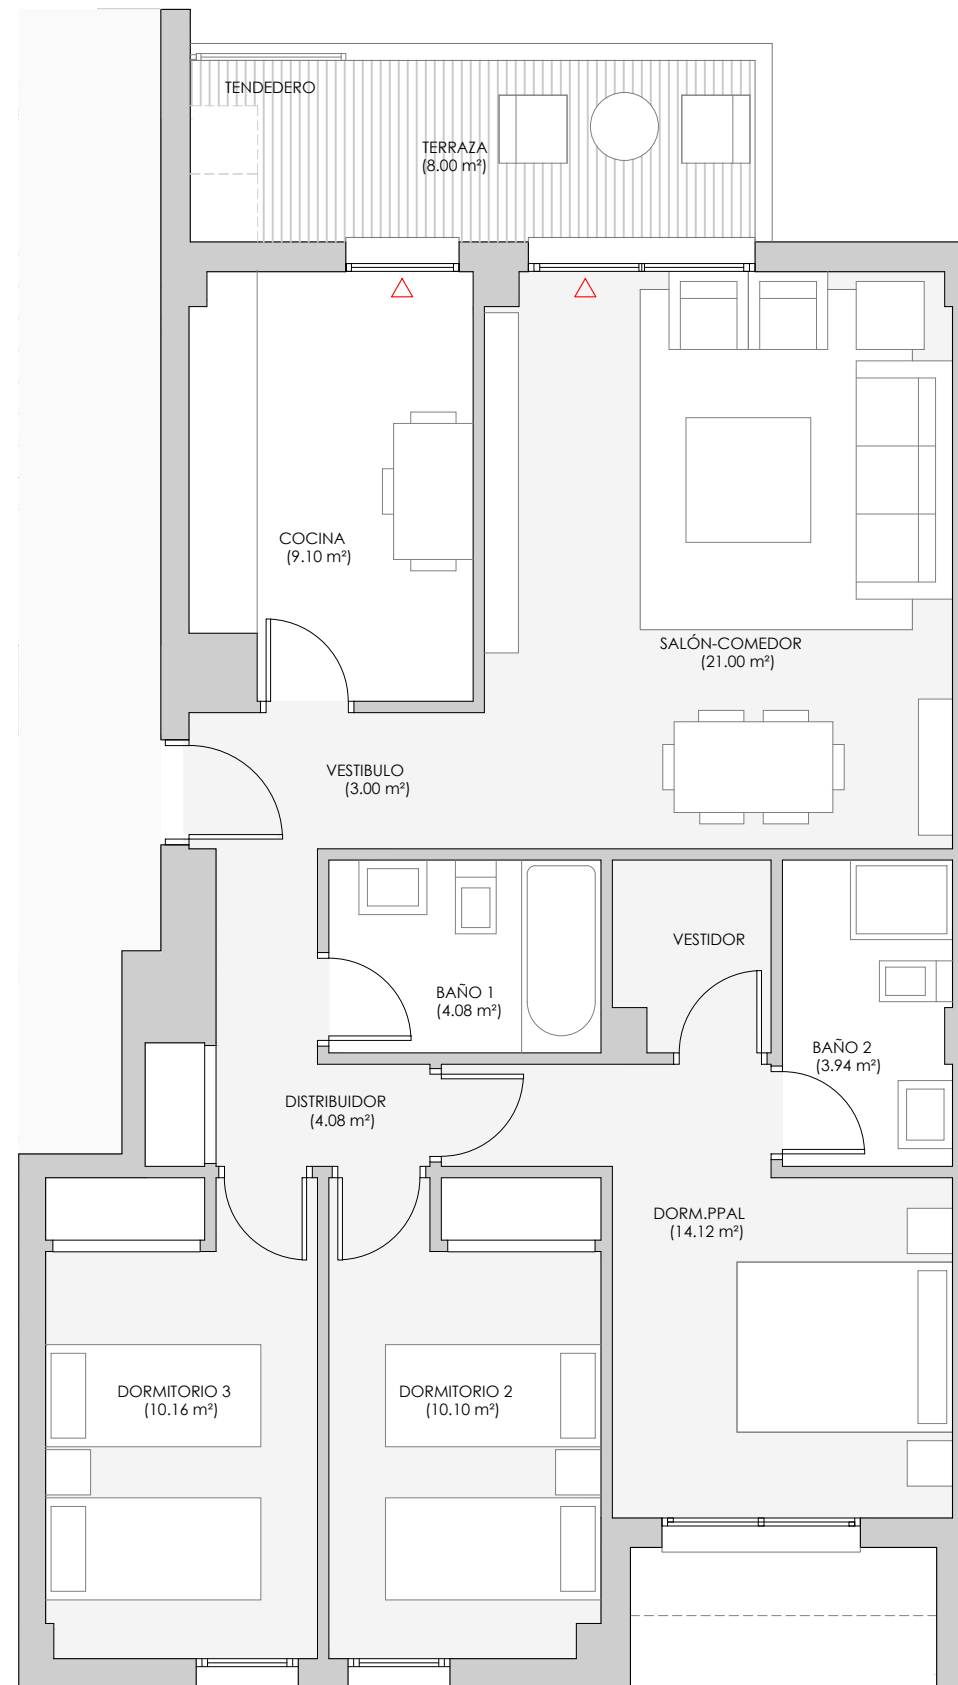 TENDEDERO
TERRAZA
(8.00 m²)
COCINA
(9.10 m²)
SALÓN-COMEDOR
(21.00 m²)
VESTIBULO
(3.00 m²)
VESTIDOR
BAÑO 1
(4.08 m²)
BAÑO 2
(3.94 m²)
DISTRIBUIDOR
(4.08 m²)
DORM.PPAL
(14.12 m²)
DORMITORIO 3
(10.16 m²)
DORMITORIO 2
(10.10 m²)